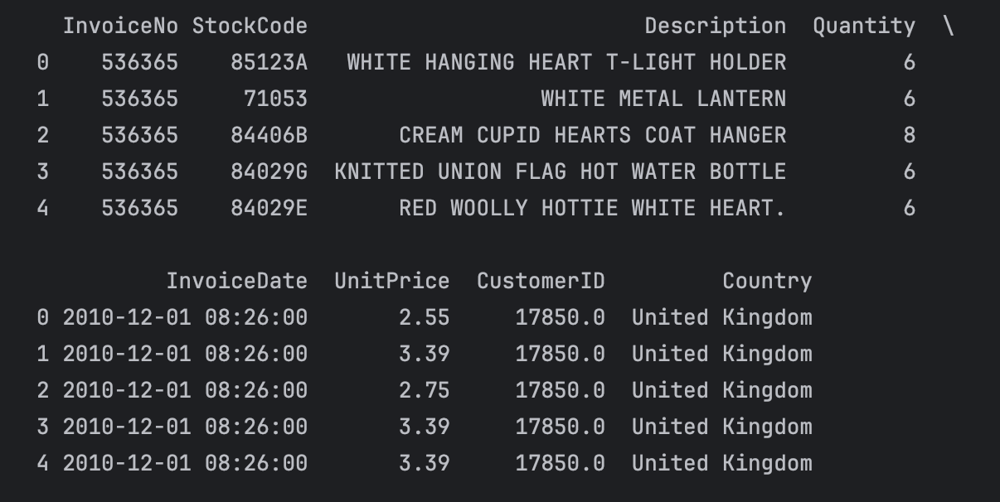 InvoiceNo StockCode Description Quantity \
0 536365 85123A WHITE HANGING HEART T-LIGHT HOLDER 6
1 536365 71053 WHITE METAL LANTERN 6
2 536365 84406B CREAM CUPID HEARTS COAT HANGER 8
3 536365 84029G KNITTED UNION FLAG HOT WATER BOTTLE 6
4 536365 84029E RED WOOLLY HOTTIE WHITE HEART. 6
InvoiceDate UnitPrice CustomerID Country
0 2010-12-01 08:26:00 2.55 17850.0 United Kingdom
1 2010-12-01 08:26:00 3.39 17850.0 United Kingdom
2 2010-12-01 08:26:00 2.75 17850.0 United Kingdom
3 2010-12-01 08:26:00 3.39 17850.0 United Kingdom
4 2010-12-01 08:26:00 3.39 17850.0 United Kingdom